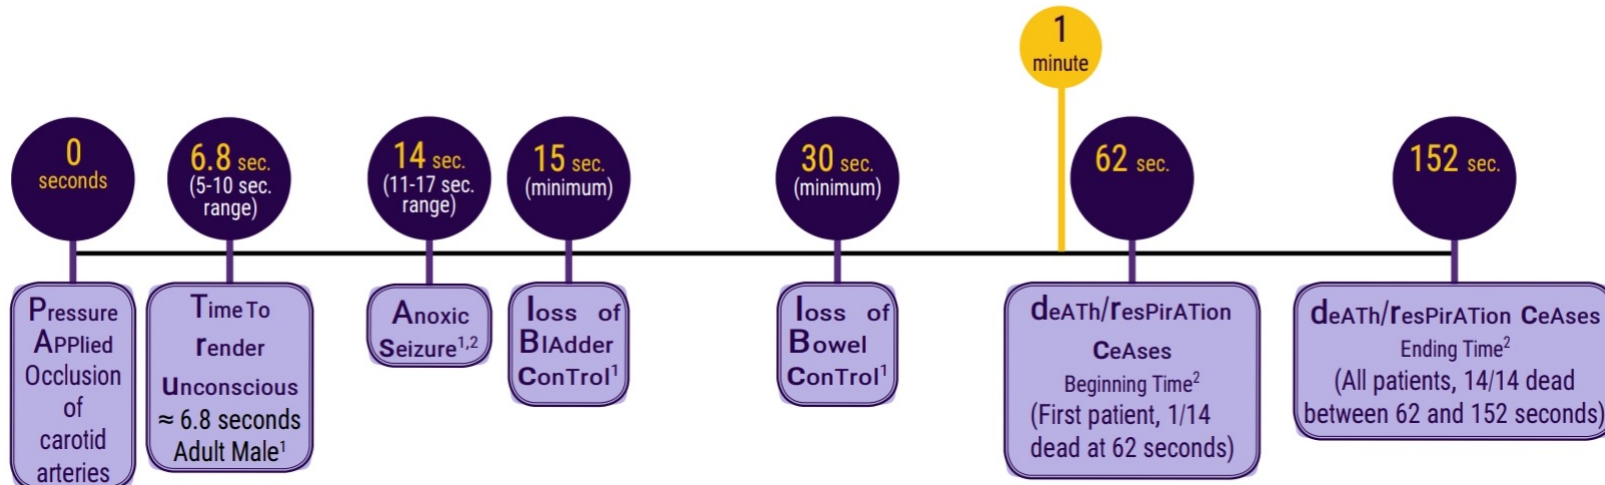 1
minute
0
seconds
6.8 sec.
(5-10 sec.
range)
14 sec.
(11-17 sec.
range)
15 sec.
(minimum)
30 sec.
(minimum)
62 sec.
152 sec.
Pressure
APPlied
Occlusion
of
carotid
arteries
Time To
render
unconscious
≈ 6.8 seconds
Adult Male¹
Anoxic
Seizure¹,²
loss of
BlAdder
ConTrol¹
loss of
Bowel
ConTrol¹
deATh/resPirATion
CeAses
Beginning Time²
(First patient, 1/14
dead at 62 seconds)
deATh/resPirATion CeAses
Ending Time²
(All patients, 14/14 dead
between 62 and 152 seconds)